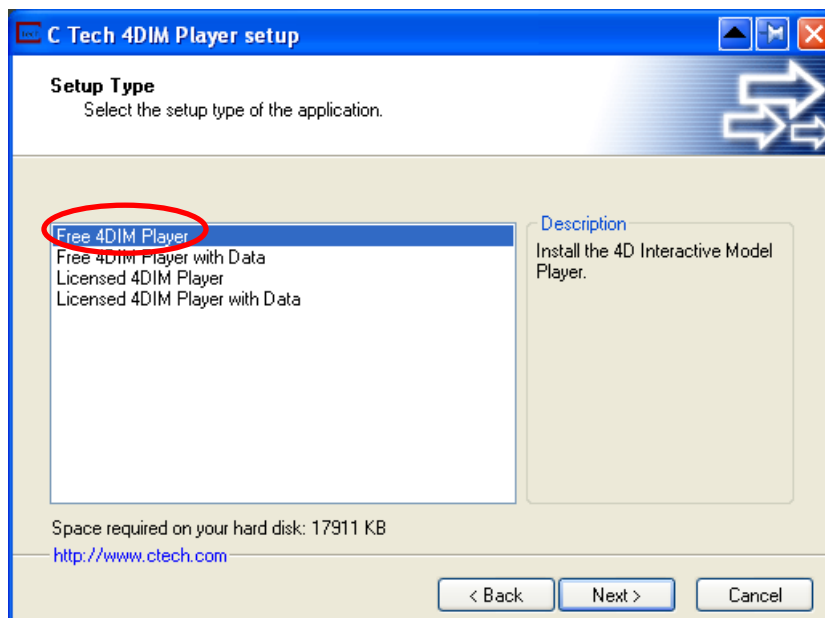 C Tech 4DIM Player setup
Setup Type
Select the setup type of the application.
Free 4DIM Player
Free 4DIM Player with Data
Licensed 4DIM Player
Licensed 4DIM Player with Data
Description
Install the 4D Interactive Model
Player.
Space required on your hard disk: 17911 KB
http://www.ctech.com
< Back
Next >
Cancel